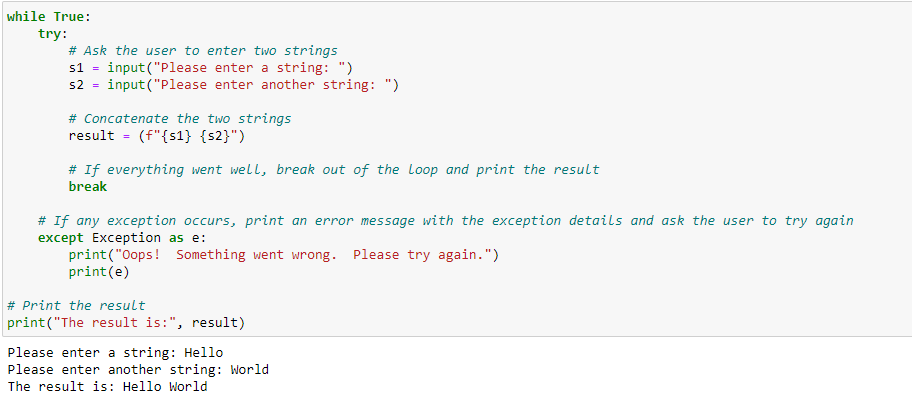 while True:
    try:
        # Ask the user to enter two strings
        s1 = input("Please enter a string: ")
        s2 = input("Please enter another string: ")

        # Concatenate the two strings
        result = (f"{s1} {s2}")

        # If everything went well, break out of the loop and print the result
        break

    # If any exception occurs, print an error message with the exception details and ask the user to try again
    except Exception as e:
        print("Oops!  Something went wrong.  Please try again.")
        print(e)

# Print the result
print("The result is:", result)
Please enter a string: Hello
Please enter another string: World
The result is: Hello World